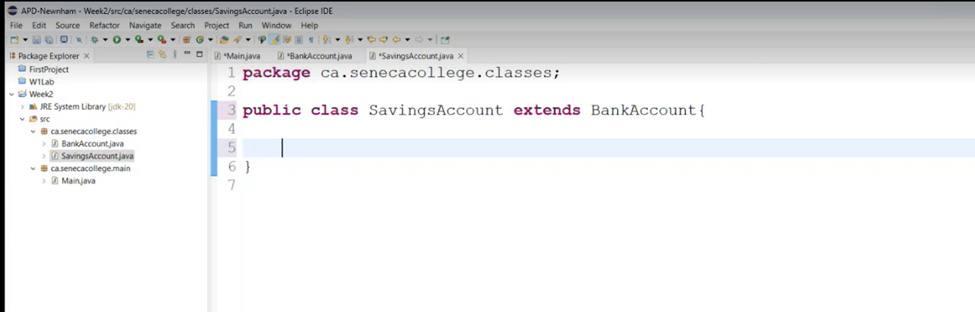 APD-Newnham - Week2/src/ca/senecacollege/classes/SavingsAccount.java - Eclipse IDE
File Edit Source Refactor Navigate Search Project Run Window Help
Package Explorer
*Main.java *BankAccount.java *SavingsAccount.java
FirstProject
W1Lab
Week2
JRE System Library [jdk-20]
src
ca.senecacollege.classes
BankAccount.java
SavingsAccount.java
ca.senecacollege.main
Main.java
1 package ca.senecacollege.classes;
2
3 public class SavingsAccount extends BankAccount{
4
5
6 }
7